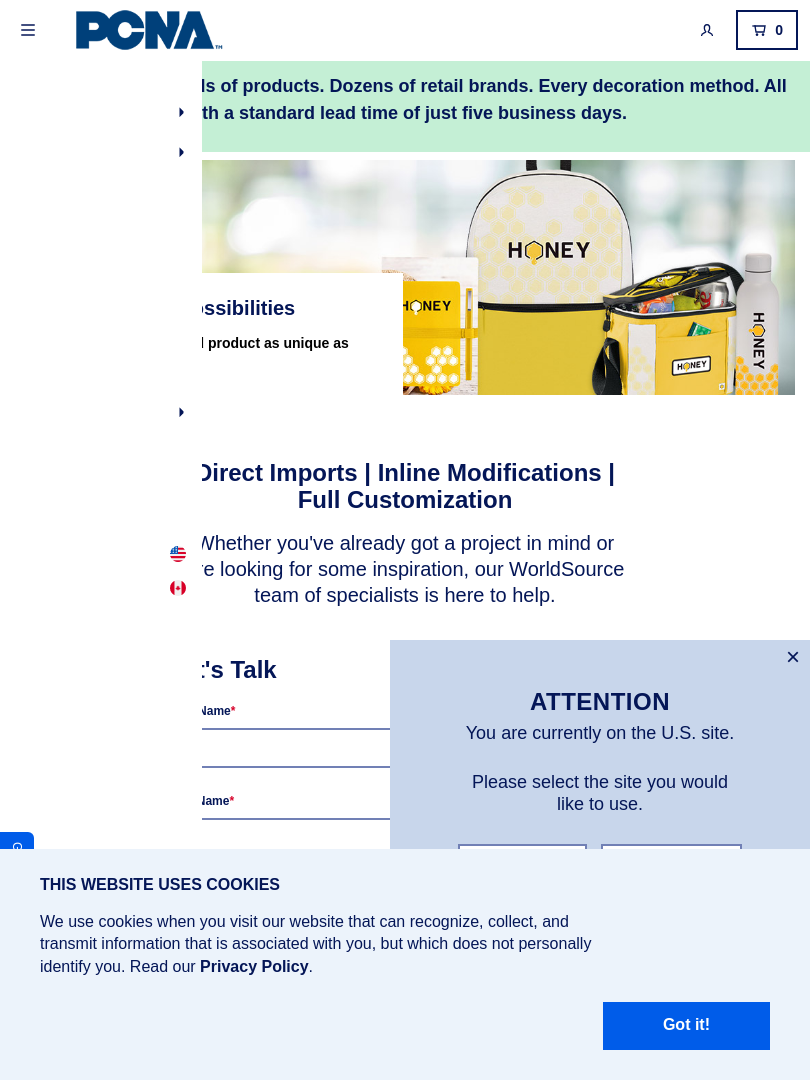 PCNA™
0
of products. Dozens of retail brands. Every decoration method. All
a standard lead time of just five business days.
HONEY
HONEY
HONEY
HONEY
product as unique as
Direct Imports | Inline Modifications |
Full Customization
Whether you've already got a project in mind or
looking for some inspiration, our WorldSource
team of specialists is here to help.
Talk
Name*
Name*
ATTENTION
You are currently on the U.S. site.
Please select the site you would
like to use.
THIS WEBSITE USES COOKIES
We use cookies when you visit our website that can recognize, collect, and
transmit information that is associated with you, but which does not personally
identify you. Read our Privacy Policy.
Got it!